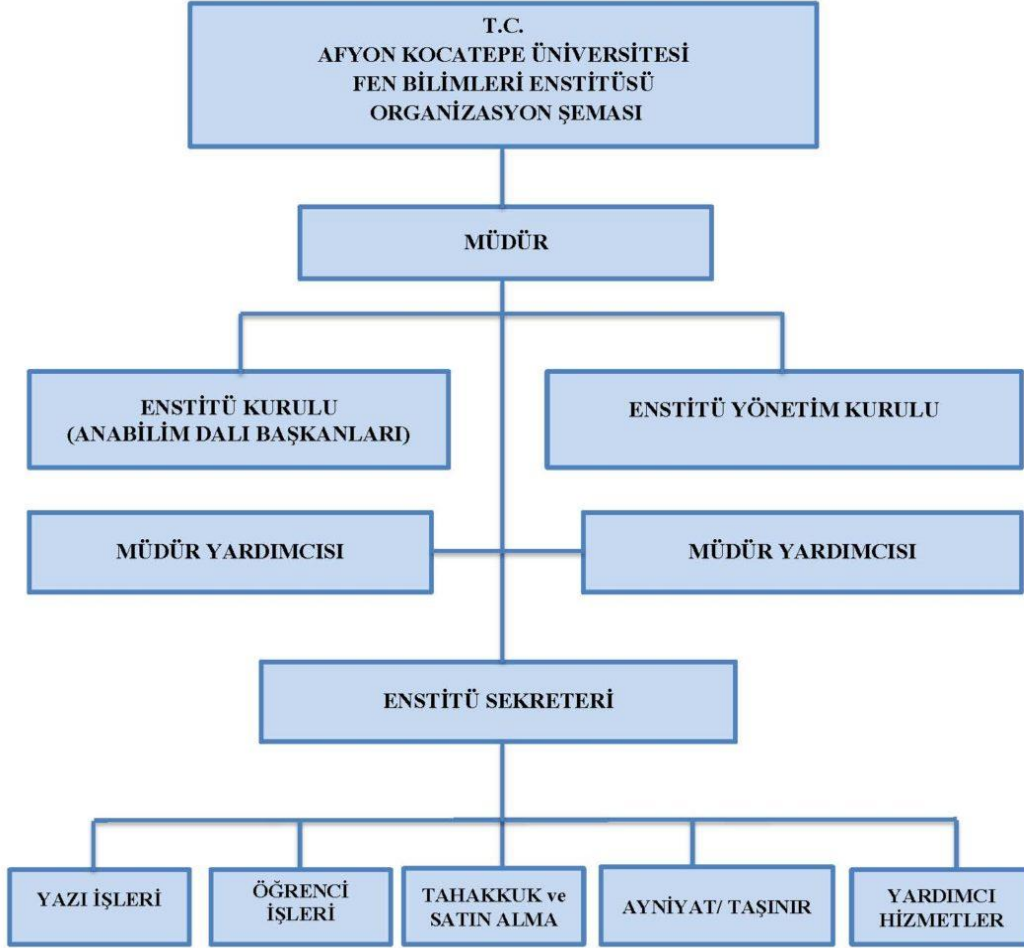 T.C.
AFYON KOCATEPE ÜNİVERSİTESİ
FEN BİLİMLERİ ENSTİTÜSÜ
ORGANİZASYON ŞEMASI
MÜDÜR
ENSTİTÜ KURULU
(ANABİLİM DALI BAŞKANLARI)
ENSTİTÜ YÖNETİM KURULU
MÜDÜR YARDIMCISI
MÜDÜR YARDIMCISI
ENSTİTÜ SEKRETERİ
YAZI İŞLERİ
ÖĞRENCİ
İŞLERİ
TAHAKKUK ve
SATIN ALMA
AYNİYAT/ TAŞINIR
YARDIMCI
HİZMETLER